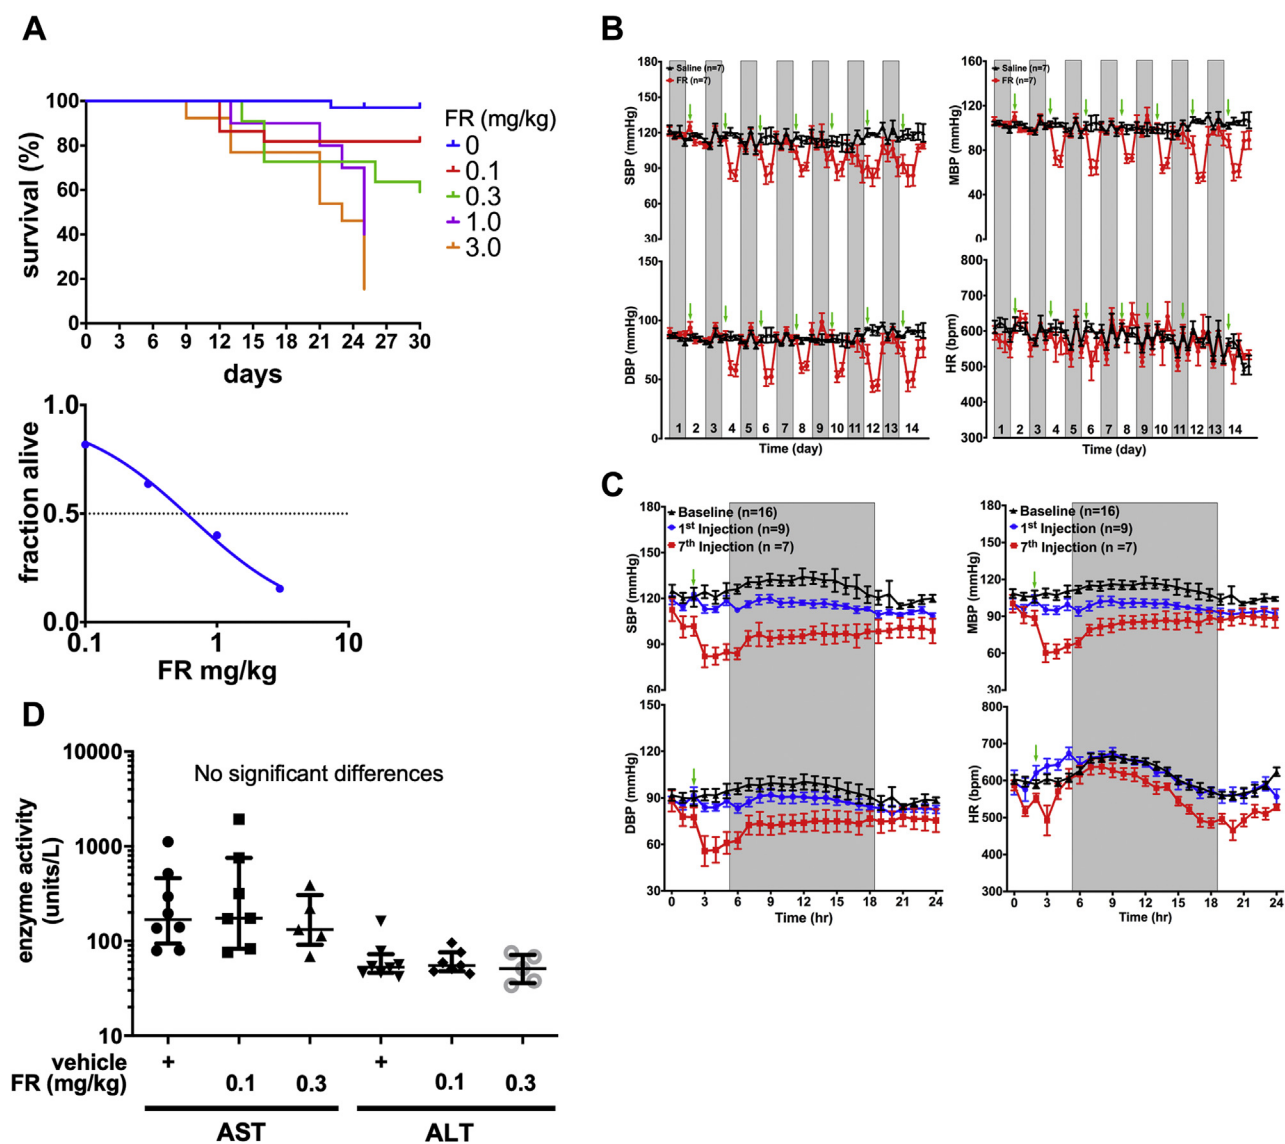 A
survival (%)
100
80
60
40
20
0
0 3 6 9 12 15 18 21 24 27 30
days
FR (mg/kg)
0
0.1
0.3
1.0
3.0
fraction alive
1.0
0.5
0.0
0.1 1 10
FR mg/kg
B
Saline (n=7)
FR (n=7)
SBP (mmHg)
180
150
120
90
60
30
DBP (mmHg)
150
100
50
0
1 2 3 4 5 6 7 8 9 10 11 12 13 14
Time (day)
Saline (n=7)
FR (n=7)
MBP (mmHg)
160
120
80
40
0
HR (bpm)
800
700
600
500
400
300
1 2 3 4 5 6 7 8 9 10 11 12 13 14
Time (day)
C
Baseline (n=16)
1st Injection (n=9)
7th Injection (n =7)
SBP (mmHg)
180
150
120
90
60
DBP (mmHg)
150
120
90
60
30
0 3 6 9 12 15 18 21 24
Time (hr)
Baseline (n=16)
1st Injection (n=9)
7th Injection (n =7)
MBP (mmHg)
180
150
120
90
60
30
HR (bpm)
800
700
600
500
400
300
0 3 6 9 12 15 18 21 24
Time (hr)
D
No significant differences
enzyme activity
(units/L)
10000
1000
100
10
vehicle + +
FR (mg/kg) 0.1 0.3 0.1 0.3
AST ALT